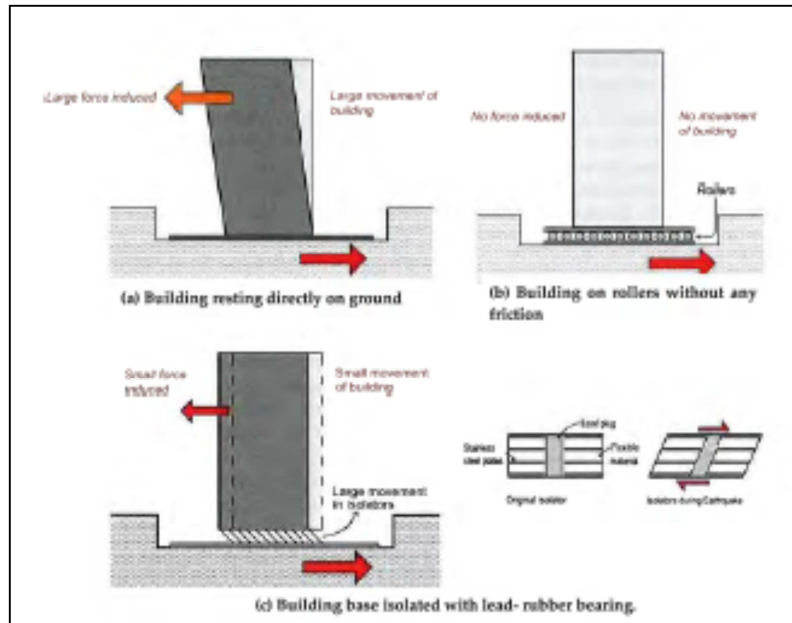 Large force induced
Large movement of
building
(a) Building resting directly on ground
No force induced
No movement
of building
Rollers
(b) Building on rollers without any
friction
Small force
induced
Small movement
of building
Large movement
in isolators
Lead plug
Stainless
steel plates
Flexible
material
Original isolator
Isolators during Earthquake
(c) Building base isolated with lead- rubber bearing.